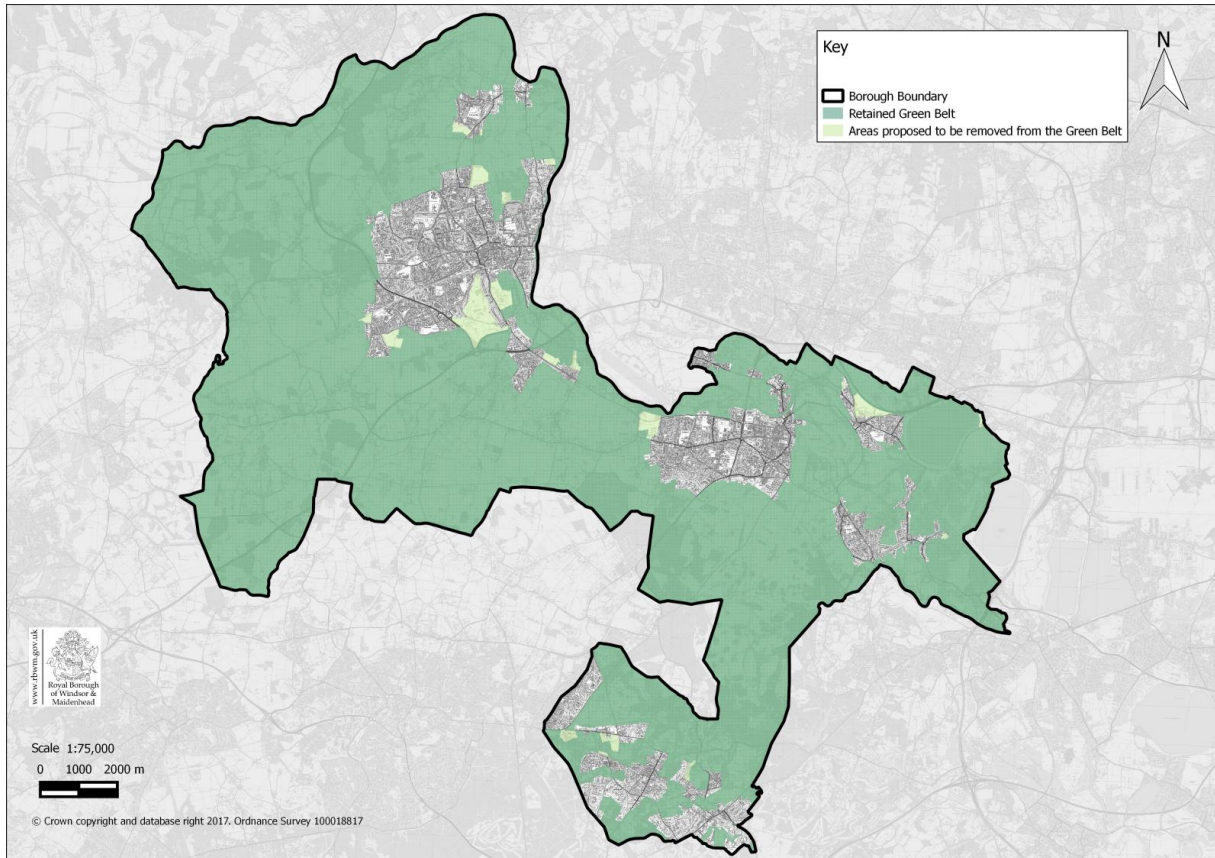 Key
Borough Boundary
Retained Green Belt
Areas proposed to be removed from the Green Belt
N
www.rbwm.gov.uk
Royal Borough
of Windsor &
Maidenhead
Scale 1:75,000
0 1000 2000 m
© Crown copyright and database right 2017. Ordnance Survey 100018817